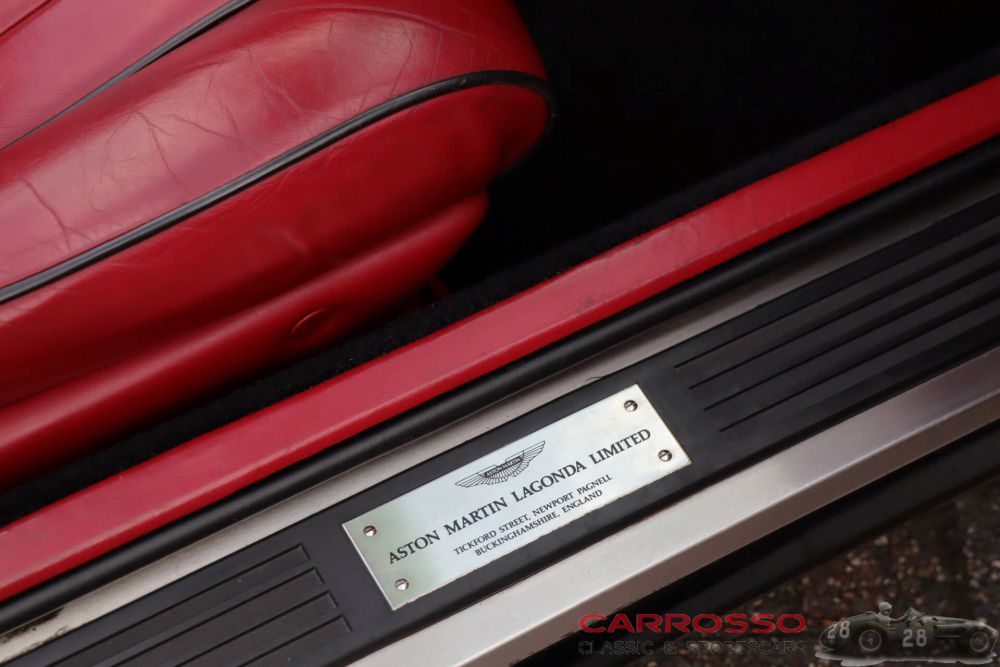 ASTON MARTIN
ASTON MARTIN LAGONDA LIMITED
TICKFORD STREET, NEWPORT PAGNELL
BUCKINGHAMSHIRE, ENGLAND
CARROSSO
CLASSIC & SPORTSCARS
28 28